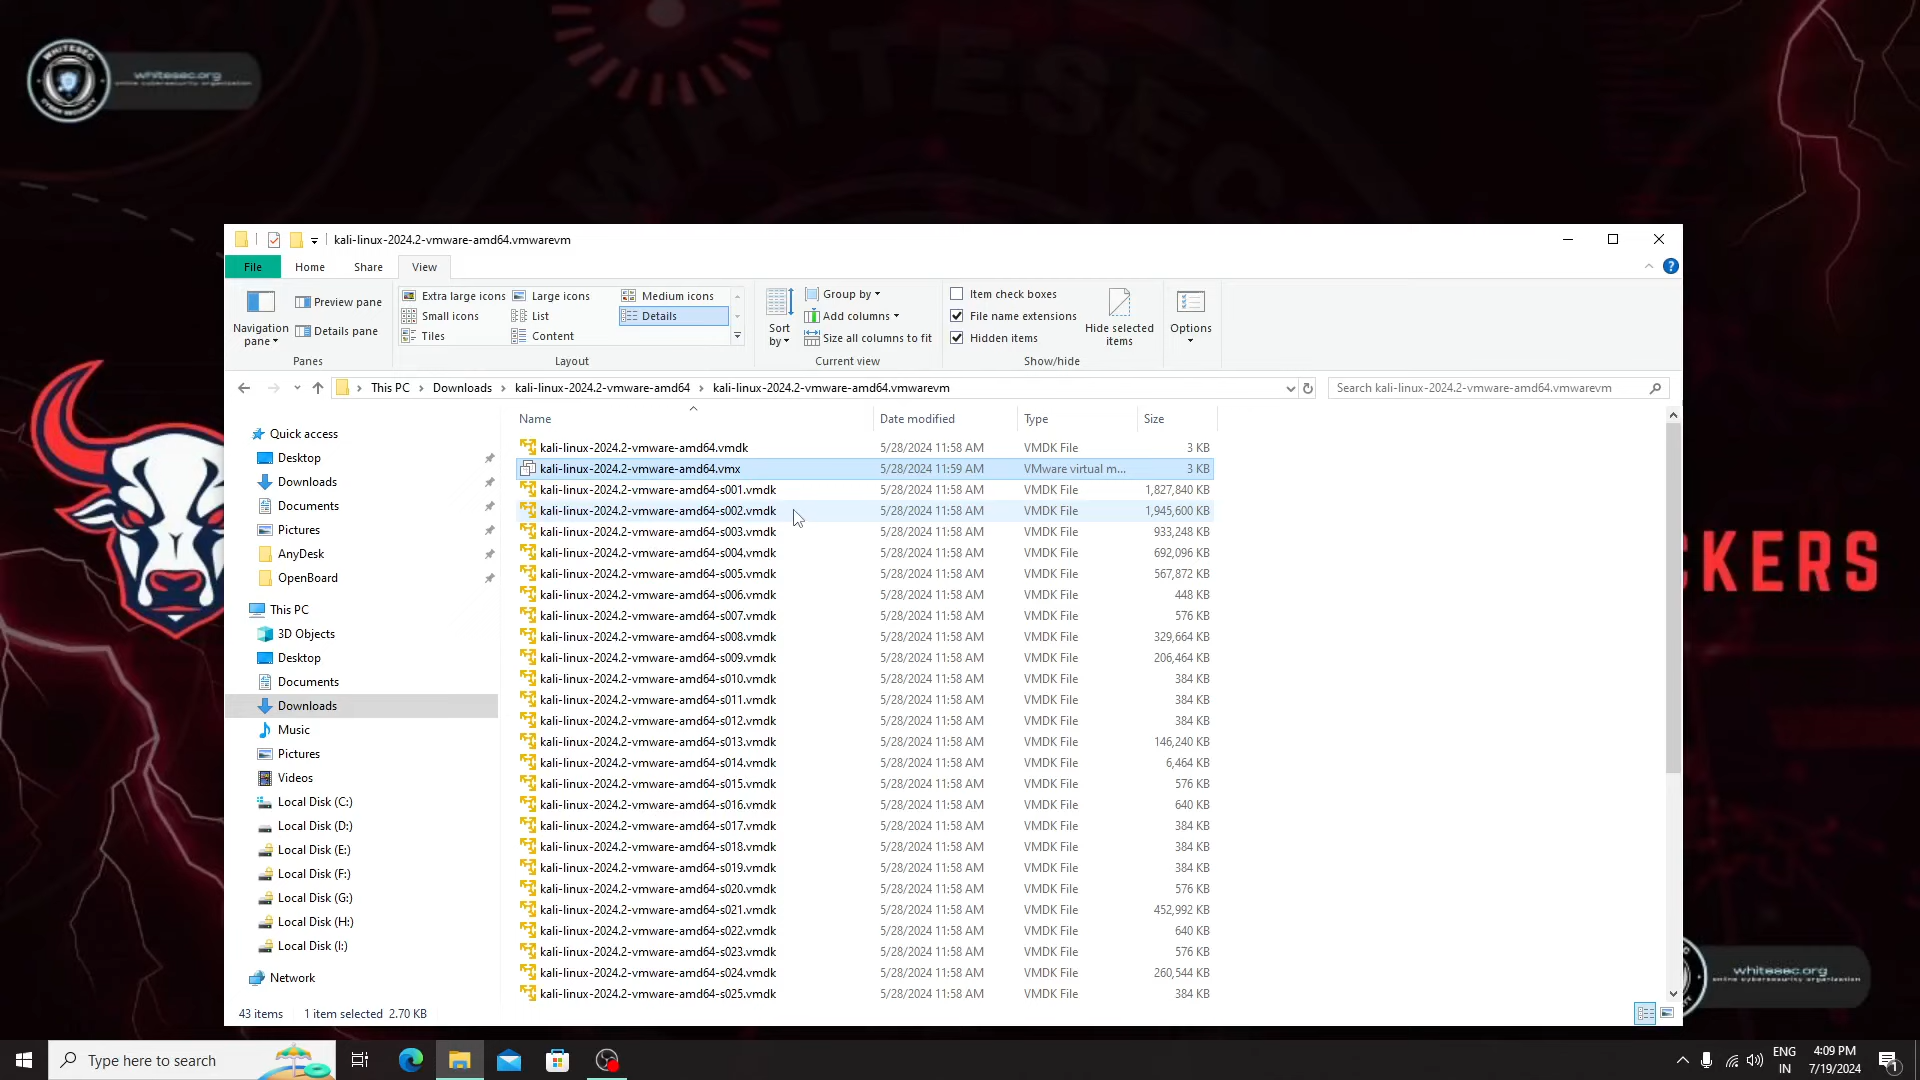 WHITESEC
whitesec.org
online cybersecurity organization
WHITESEC
CKERS
whitesec.org
online cybersecurity organization
kali-linux-2024.2-vmware-amd64.vmwarevm
File Home Share View
Navigation pane
Preview pane
Details pane
Panes
Extra large icons Large icons Medium icons
Small icons List Details
Tiles Content
Layout
Sort by
Group by
Add columns
Size all columns to fit
Current view
Item check boxes
File name extensions
Hidden items
Hide selected items
Show/hide
Options
This PC > Downloads > kali-linux-2024.2-vmware-amd64 > kali-linux-2024.2-vmware-amd64.vmwarevm
Search kali-linux-2024.2-vmware-amd64.vmwarevm
Quick access
Desktop
Downloads
Documents
Pictures
AnyDesk
OpenBoard
This PC
3D Objects
Desktop
Documents
Downloads
Music
Pictures
Videos
Local Disk (C:)
Local Disk (D:)
Local Disk (E:)
Local Disk (F:)
Local Disk (G:)
Local Disk (H:)
Local Disk (I:)
Network
Name Date modified Type Size
kali-linux-2024.2-vmware-amd64.vmdk 5/28/2024 11:58 AM VMDK File 3 KB
kali-linux-2024.2-vmware-amd64.vmx 5/28/2024 11:59 AM VMware virtual m... 3 KB
kali-linux-2024.2-vmware-amd64-s001.vmdk 5/28/2024 11:58 AM VMDK File 1,827,840 KB
kali-linux-2024.2-vmware-amd64-s002.vmdk 5/28/2024 11:58 AM VMDK File 1,945,600 KB
kali-linux-2024.2-vmware-amd64-s003.vmdk 5/28/2024 11:58 AM VMDK File 933,248 KB
kali-linux-2024.2-vmware-amd64-s004.vmdk 5/28/2024 11:58 AM VMDK File 692,096 KB
kali-linux-2024.2-vmware-amd64-s005.vmdk 5/28/2024 11:58 AM VMDK File 567,872 KB
kali-linux-2024.2-vmware-amd64-s006.vmdk 5/28/2024 11:58 AM VMDK File 448 KB
kali-linux-2024.2-vmware-amd64-s007.vmdk 5/28/2024 11:58 AM VMDK File 576 KB
kali-linux-2024.2-vmware-amd64-s008.vmdk 5/28/2024 11:58 AM VMDK File 329,664 KB
kali-linux-2024.2-vmware-amd64-s009.vmdk 5/28/2024 11:58 AM VMDK File 206,464 KB
kali-linux-2024.2-vmware-amd64-s010.vmdk 5/28/2024 11:58 AM VMDK File 384 KB
kali-linux-2024.2-vmware-amd64-s011.vmdk 5/28/2024 11:58 AM VMDK File 384 KB
kali-linux-2024.2-vmware-amd64-s012.vmdk 5/28/2024 11:58 AM VMDK File 384 KB
kali-linux-2024.2-vmware-amd64-s013.vmdk 5/28/2024 11:58 AM VMDK File 146,240 KB
kali-linux-2024.2-vmware-amd64-s014.vmdk 5/28/2024 11:58 AM VMDK File 6,464 KB
kali-linux-2024.2-vmware-amd64-s015.vmdk 5/28/2024 11:58 AM VMDK File 576 KB
kali-linux-2024.2-vmware-amd64-s016.vmdk 5/28/2024 11:58 AM VMDK File 640 KB
kali-linux-2024.2-vmware-amd64-s017.vmdk 5/28/2024 11:58 AM VMDK File 384 KB
kali-linux-2024.2-vmware-amd64-s018.vmdk 5/28/2024 11:58 AM VMDK File 384 KB
kali-linux-2024.2-vmware-amd64-s019.vmdk 5/28/2024 11:58 AM VMDK File 384 KB
kali-linux-2024.2-vmware-amd64-s020.vmdk 5/28/2024 11:58 AM VMDK File 576 KB
kali-linux-2024.2-vmware-amd64-s021.vmdk 5/28/2024 11:58 AM VMDK File 452,992 KB
kali-linux-2024.2-vmware-amd64-s022.vmdk 5/28/2024 11:58 AM VMDK File 640 KB
kali-linux-2024.2-vmware-amd64-s023.vmdk 5/28/2024 11:58 AM VMDK File 576 KB
kali-linux-2024.2-vmware-amd64-s024.vmdk 5/28/2024 11:58 AM VMDK File 260,544 KB
kali-linux-2024.2-vmware-amd64-s025.vmdk 5/28/2024 11:58 AM VMDK File 384 KB
43 items 1 item selected 2.70 KB
Type here to search
ENG
IN
4:09 PM
7/19/2024
1